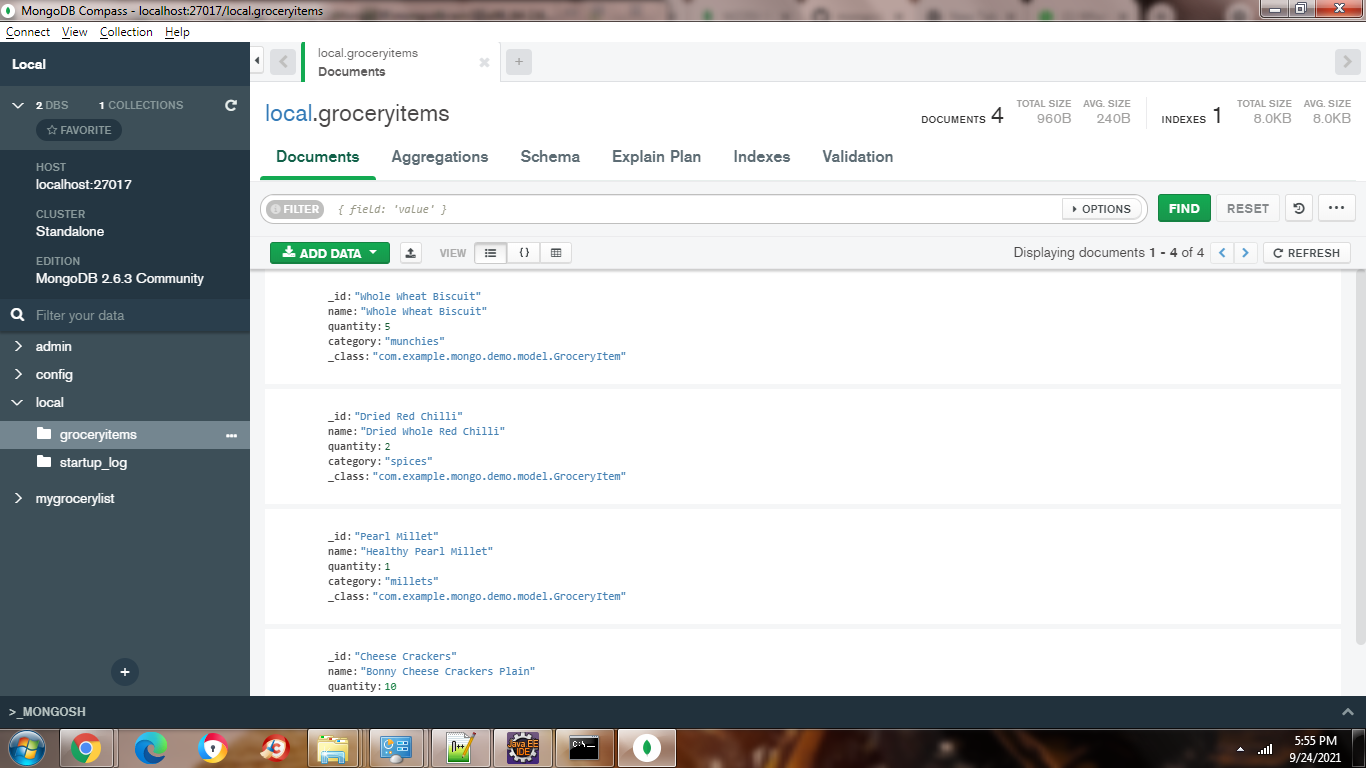 MongoDB Compass - localhost:27017/local.groceryitems
Connect View Collection Help
Local
2 DBS 1 COLLECTIONS
FAVORITE
HOST
localhost:27017
CLUSTER
Standalone
EDITION
MongoDB 2.6.3 Community
Filter your data
admin
config
local
groceryitems
startup_log
mygrocerylist
local.groceryitems
Documents
local.groceryitems
DOCUMENTS 4 TOTAL SIZE 960B AVG. SIZE 240B INDEXES 1 TOTAL SIZE 8.0KB AVG. SIZE 8.0KB
Documents Aggregations Schema Explain Plan Indexes Validation
FILTER { field: 'value' } OPTIONS FIND RESET
ADD DATA VIEW {} Displaying documents 1 - 4 of 4 REFRESH
_id: "Whole Wheat Biscuit"
name: "Whole Wheat Biscuit"
quantity: 5
category: "munchies"
_class: "com.example.mongo.demo.model.GroceryItem"
_id: "Dried Red Chilli"
name: "Dried Whole Red Chilli"
quantity: 2
category: "spices"
_class: "com.example.mongo.demo.model.GroceryItem"
_id: "Pearl Millet"
name: "Healthy Pearl Millet"
quantity: 1
category: "millets"
_class: "com.example.mongo.demo.model.GroceryItem"
_id: "Cheese Crackers"
name: "Bonny Cheese Crackers Plain"
quantity: 10
>_MONGOSH
Java EE
IDE
C:\_
5:55 PM
9/24/2021